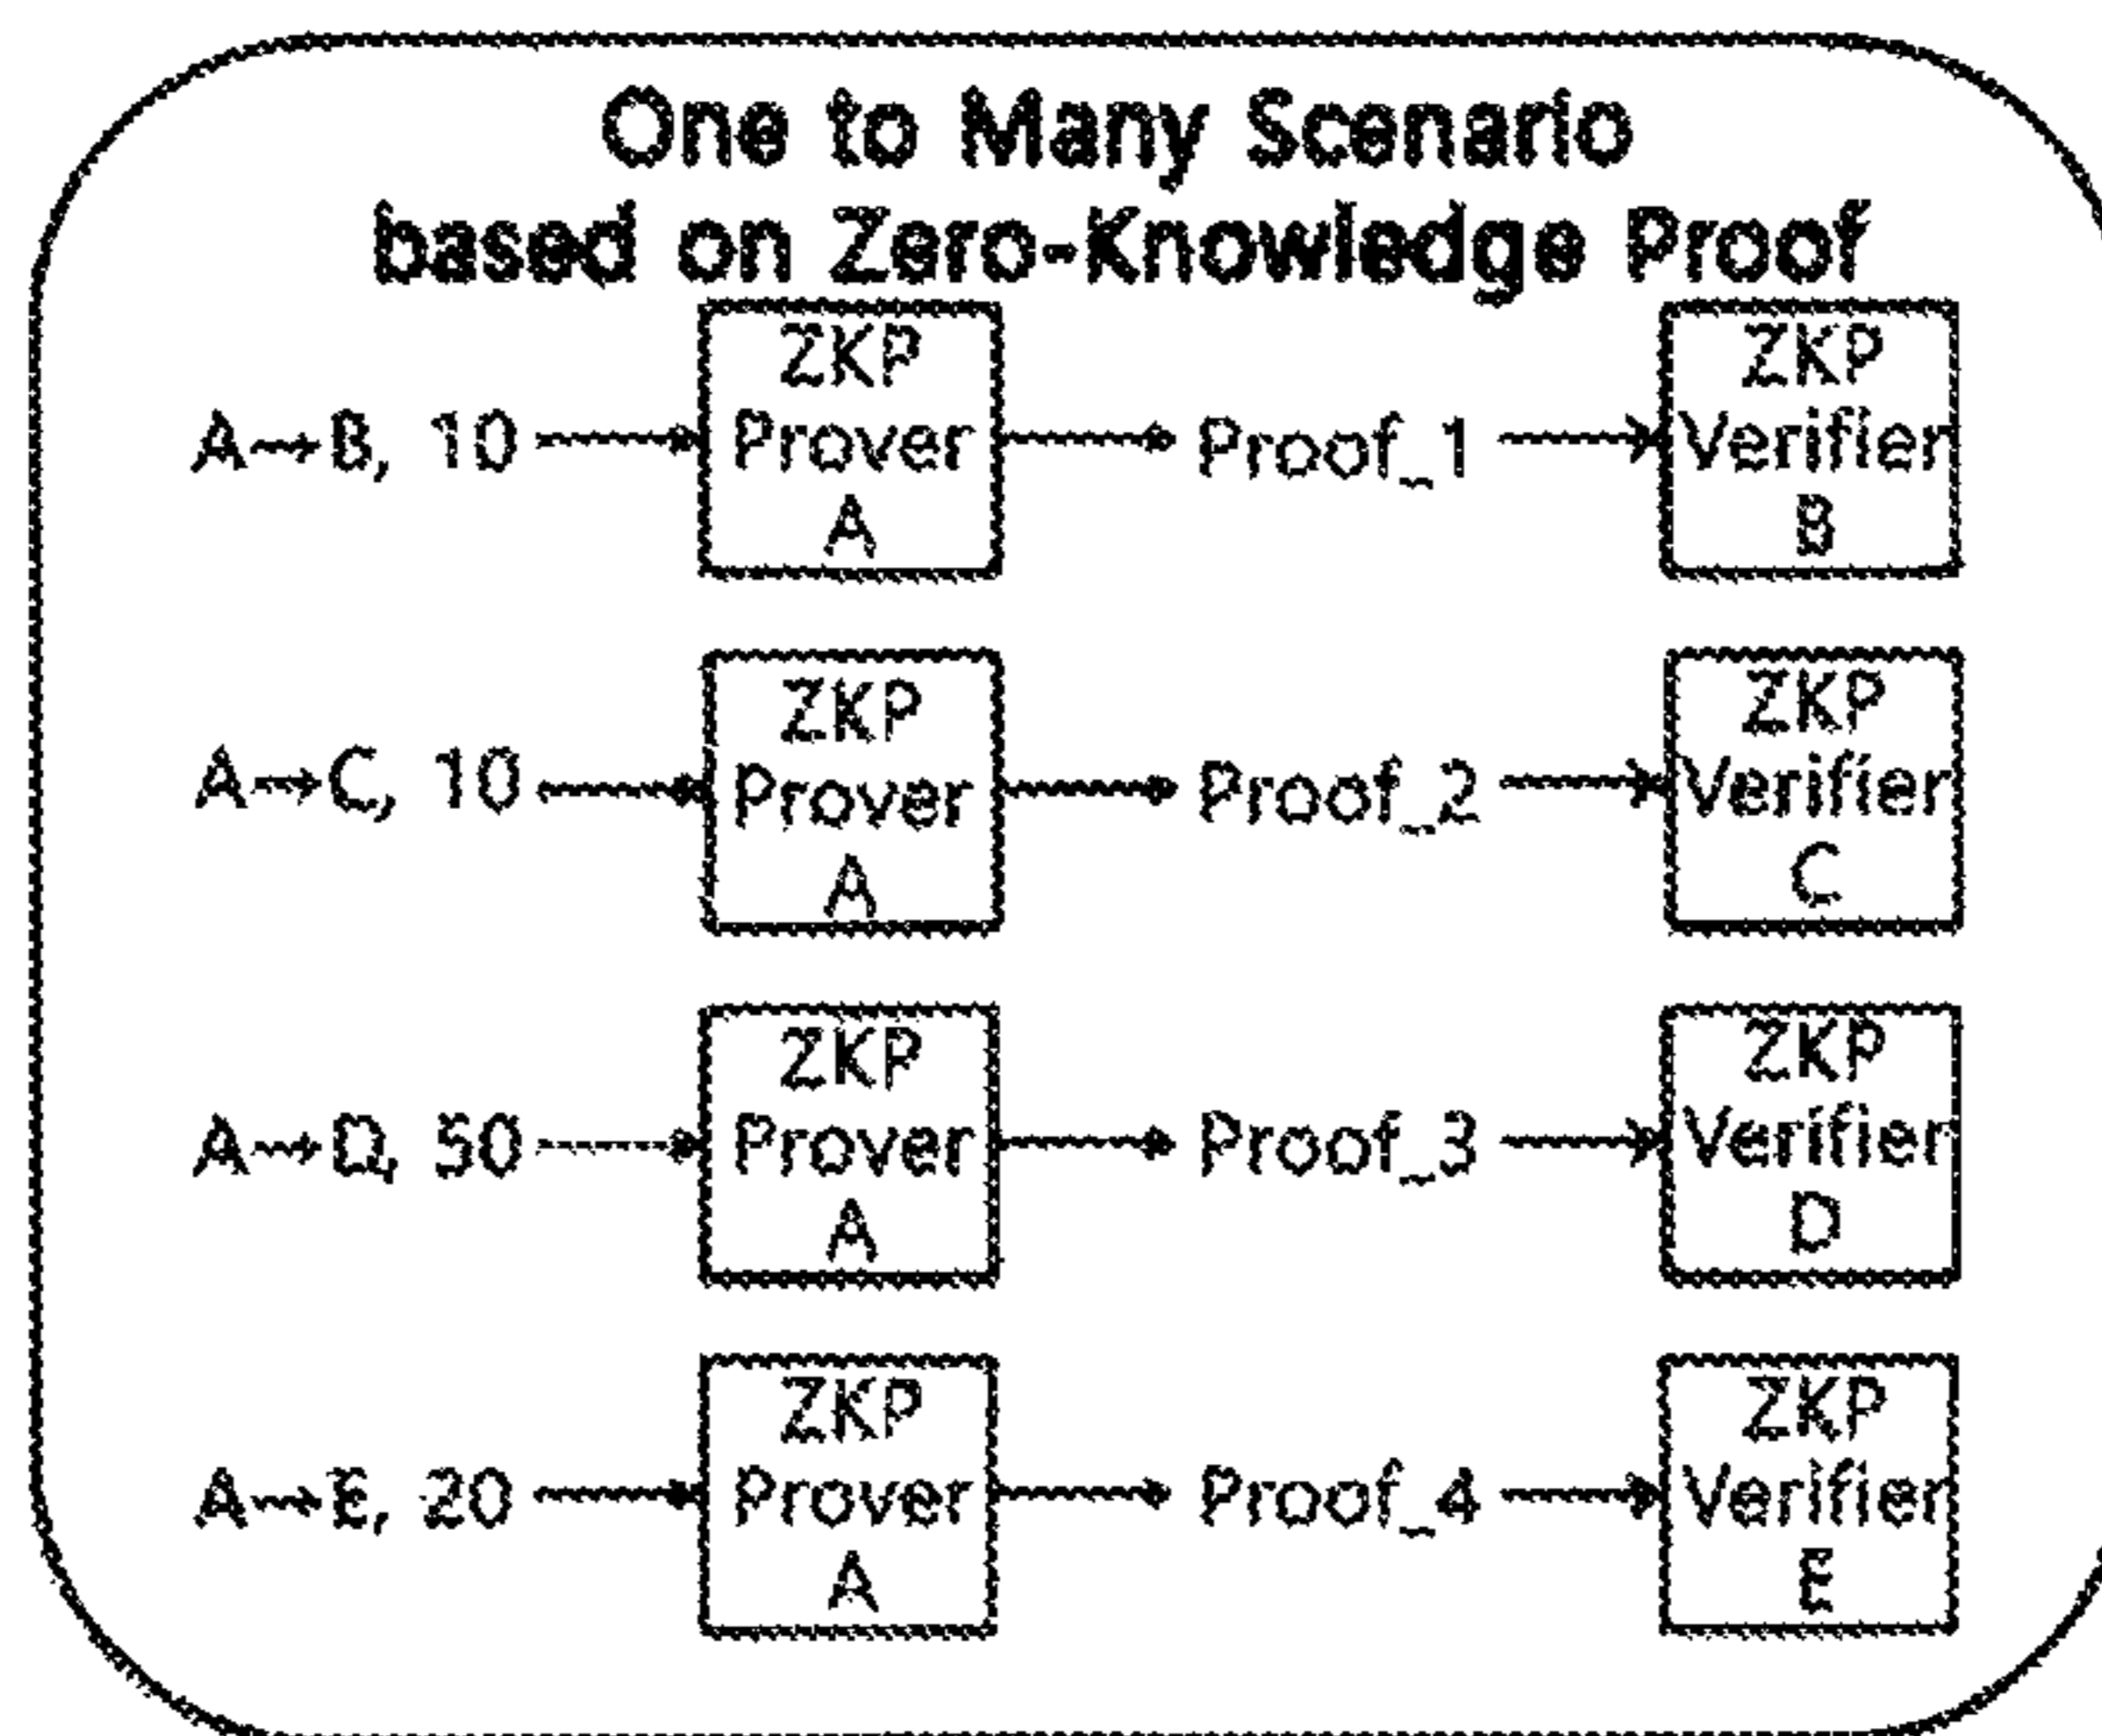 One to Many Scenario
based on Zero-Knowledge Proof
ZKP
Prover
A
ZKP
Verifier
B
A→B, 10
Proof_1
ZKP
Prover
A
ZKP
Verifier
C
A→C, 10
Proof_2
ZKP
Prover
A
ZKP
Verifier
D
A→D, 50
Proof_3
ZKP
Prover
A
ZKP
Verifier
E
A→E, 20
Proof_4